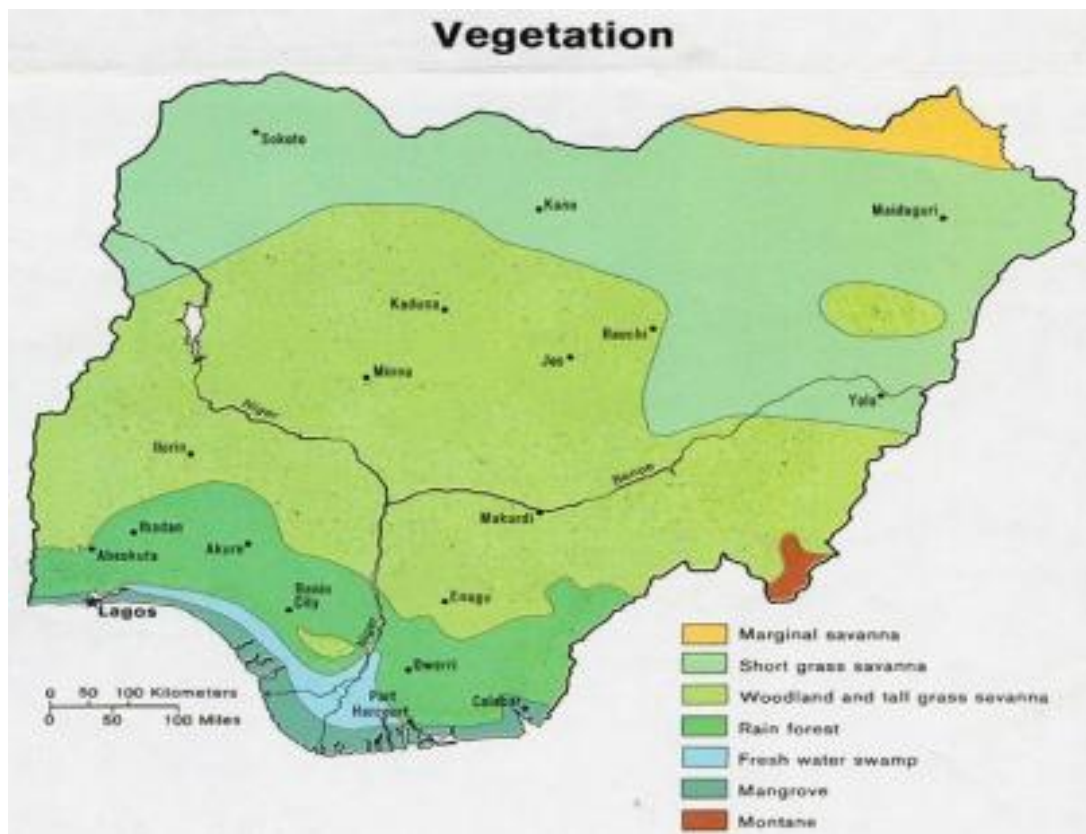 Vegetation
Sokoto
Kano
Maiduguri
Kaduna
Bauchi
Jos
Minna
Yola
Niger
Ilorin
Benue
Makurdi
Ibadan
Akure
Abeokuta
Benin
City
Enugu
Lagos
Niger
Owerri
Port
Harcourt
Calabar
0 50 100 Kilometers
0 50 100 Miles
Marginal savanna
Short grass savanna
Woodland and tall grass savanna
Rain forest
Fresh water swamp
Mangrove
Montane